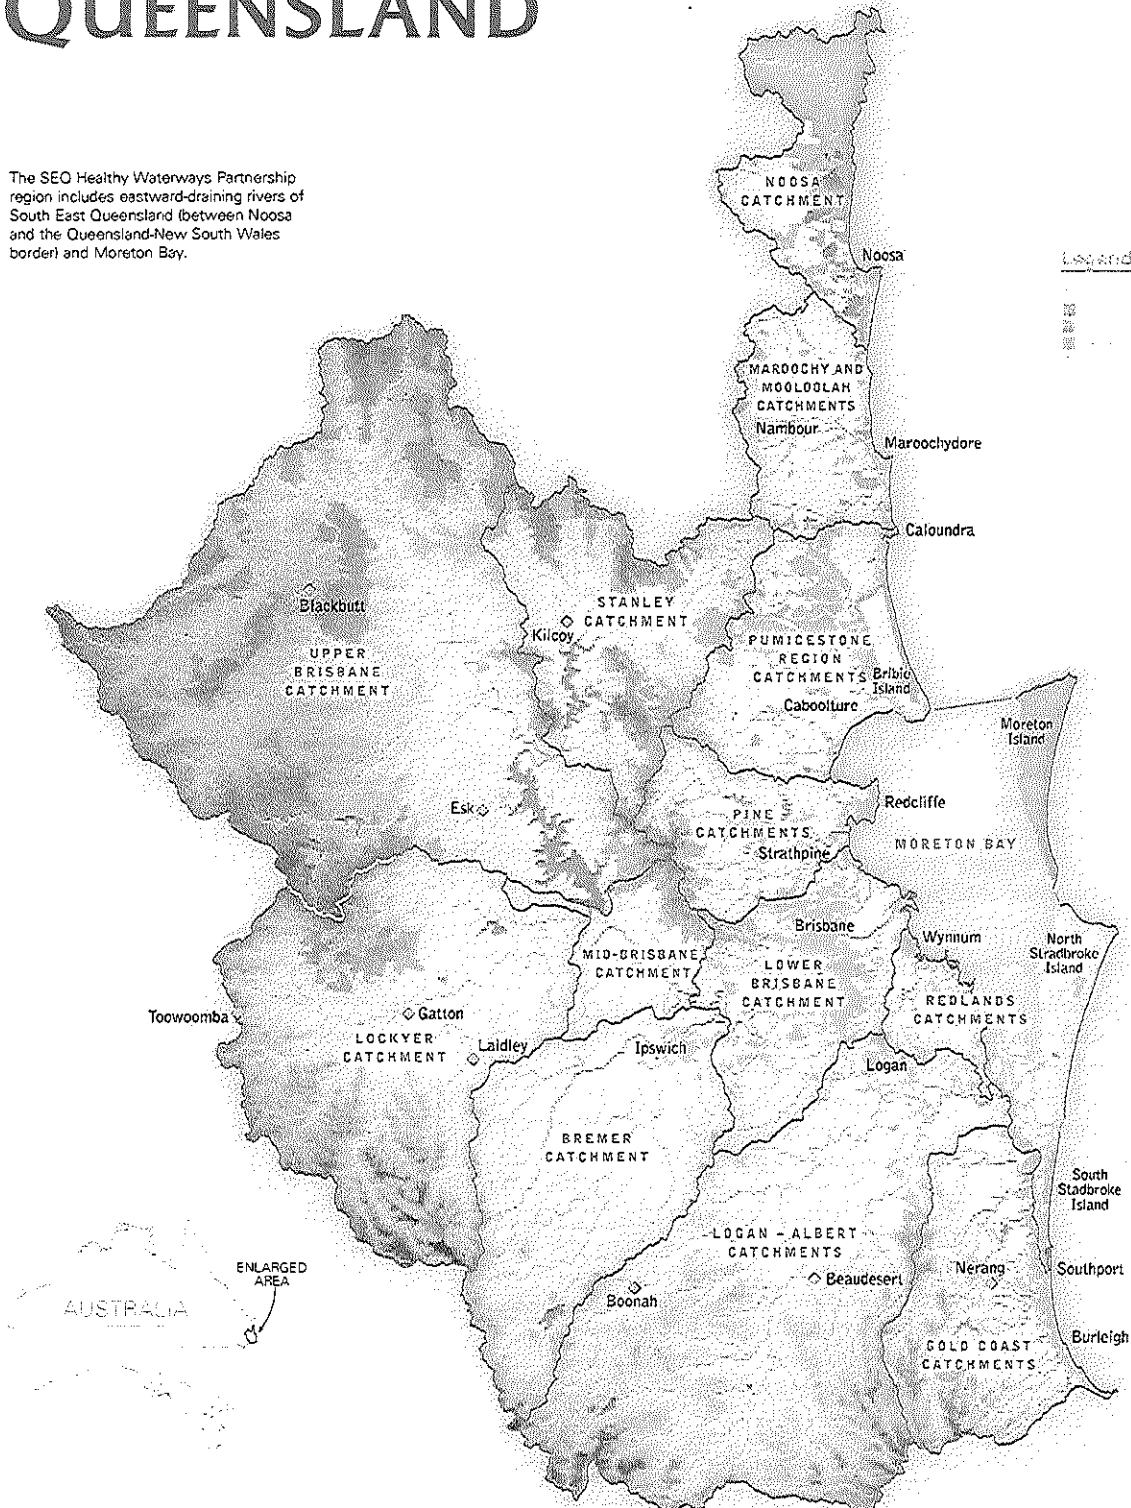 QUEENSLAND
The SEQ Healthy Waterways Partnership
region includes eastward-draining rivers of
South East Queensland (between Noosa
and the Queensland-New South Wales
border) and Moreton Bay.
NOOSA
CATCHMENT
Noosa
Legend
MAROOCHY AND
MOOLOOLAH
CATCHMENTS
Nambour
Maroochydore
Caloundra
Blackbutt
STANLEY
CATCHMENT
Kilcoy
UPPER
BRISBANE
CATCHMENT
PUMICESTONE
REGION
CATCHMENTS
Bribie
Island
Caboolture
Moreton
Island
Esk
Redcliffe
PINE
CATCHMENTS
Strathpine
MORETON BAY
Brisbane
Wynnum
North
Stradbroke
Island
MID-BRISBANE
CATCHMENT
LOWER
BRISBANE
CATCHMENT
REDLANDS
CATCHMENTS
Toowoomba
Gatton
LOCKYER
CATCHMENT
Laidley
Ipswich
Logan
BREMER
CATCHMENT
South
Stadbroke
Island
LOGAN - ALBERT
CATCHMENTS
ENLARGED
AREA
AUSTRALIA
Nerang
Southport
Beaudesert
Boonah
Burleigh
GOLD COAST
CATCHMENTS